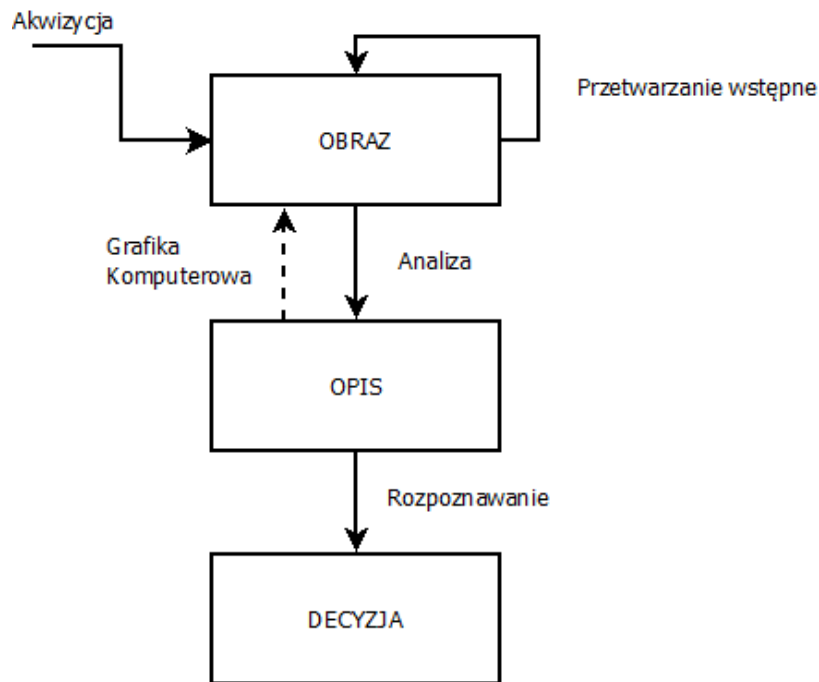 Akwizycja
Przetwarzanie wstępne
OBRAZ
Grafika
Komputerowa
Analiza
OPIS
Rozpoznawanie
DECYZJA